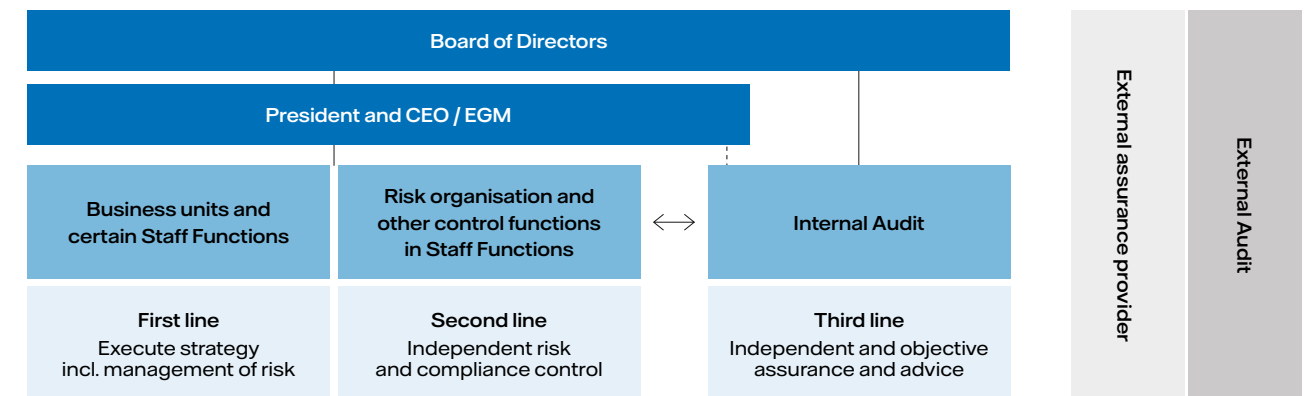 Board of Directors
President and CEO / EGM
Business units and
certain Staff Functions
Risk organisation and
other control functions
in Staff Functions
Internal Audit
First line
Execute strategy
incl. management of risk
Second line
Independent risk
and compliance control
Third line
Independent and objective
assurance and advice
External assurance provider
External Audit